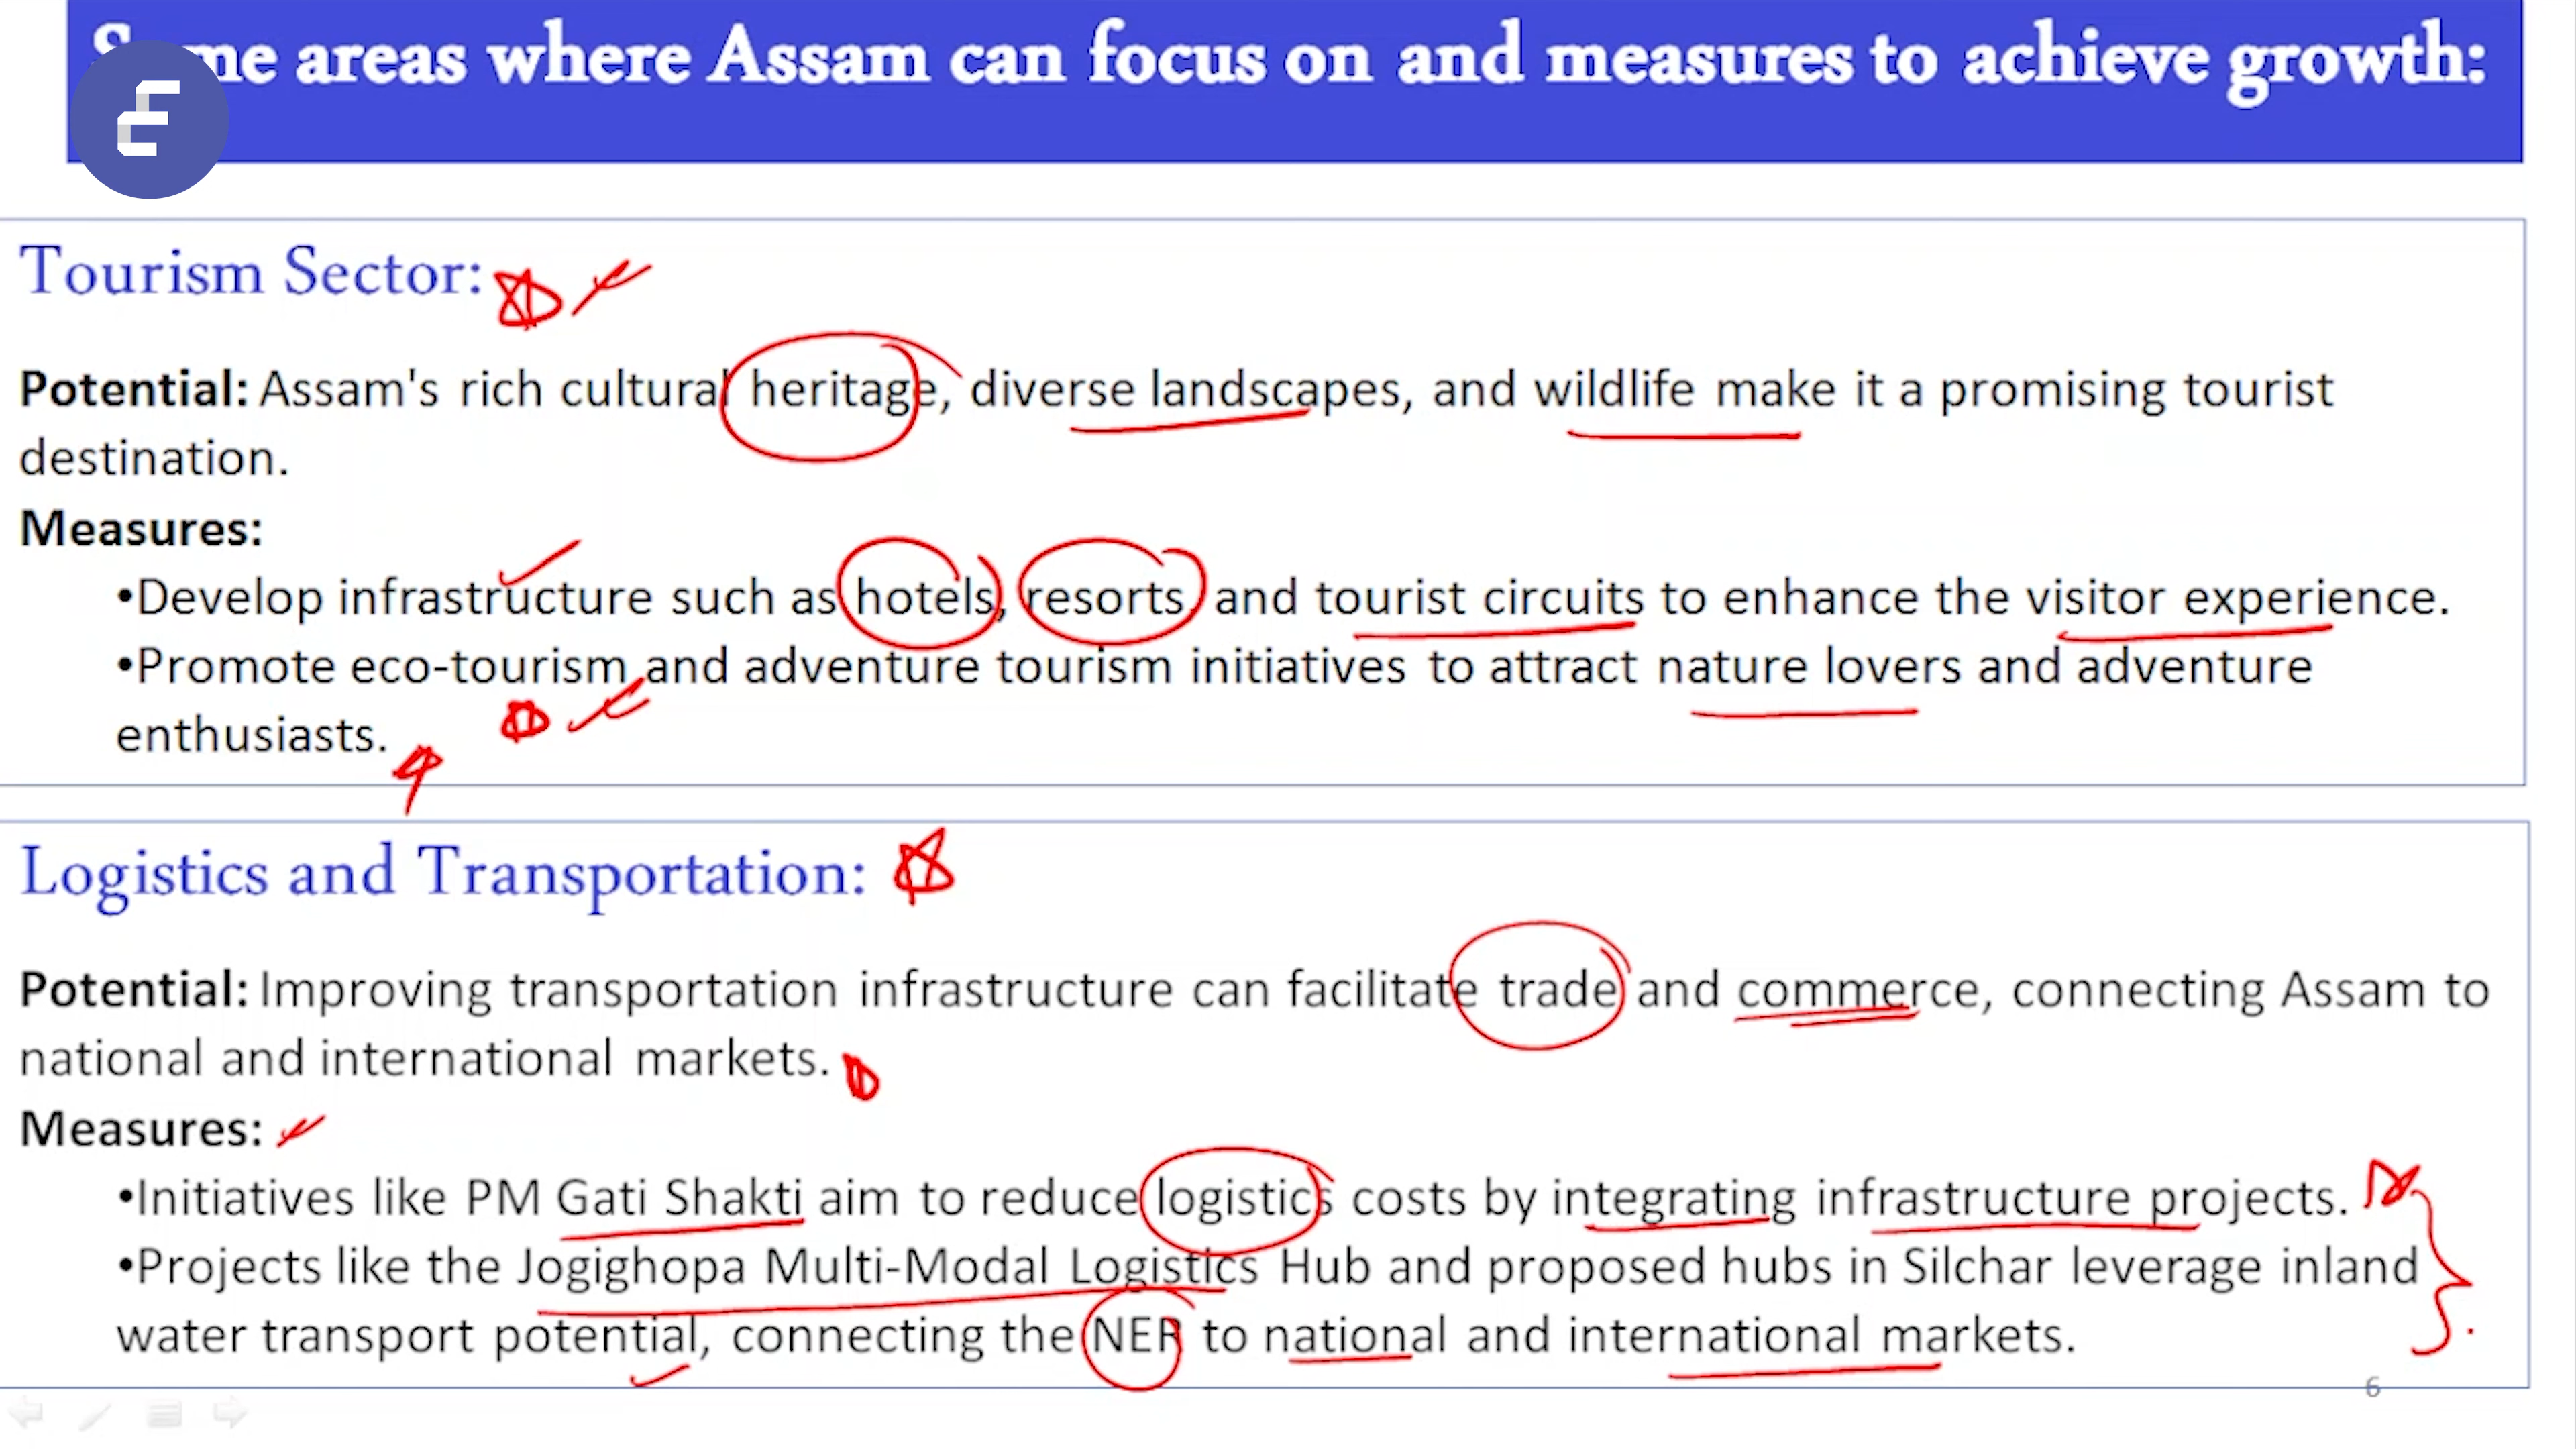 Some areas where Assam can focus on and measures to achieve growth:
Tourism Sector:
Potential: Assam's rich cultural heritage, diverse landscapes, and wildlife make it a promising tourist
destination.
Measures:
•Develop infrastructure such as hotels, resorts, and tourist circuits to enhance the visitor experience.
•Promote eco-tourism and adventure tourism initiatives to attract nature lovers and adventure
enthusiasts.
Logistics and Transportation:
Potential: Improving transportation infrastructure can facilitate trade and commerce, connecting Assam to
national and international markets.
Measures:
•Initiatives like PM Gati Shakti aim to reduce logistics costs by integrating infrastructure projects.
•Projects like the Jogighopa Multi-Modal Logistics Hub and proposed hubs in Silchar leverage inland
water transport potential, connecting the NER to national and international markets.
6